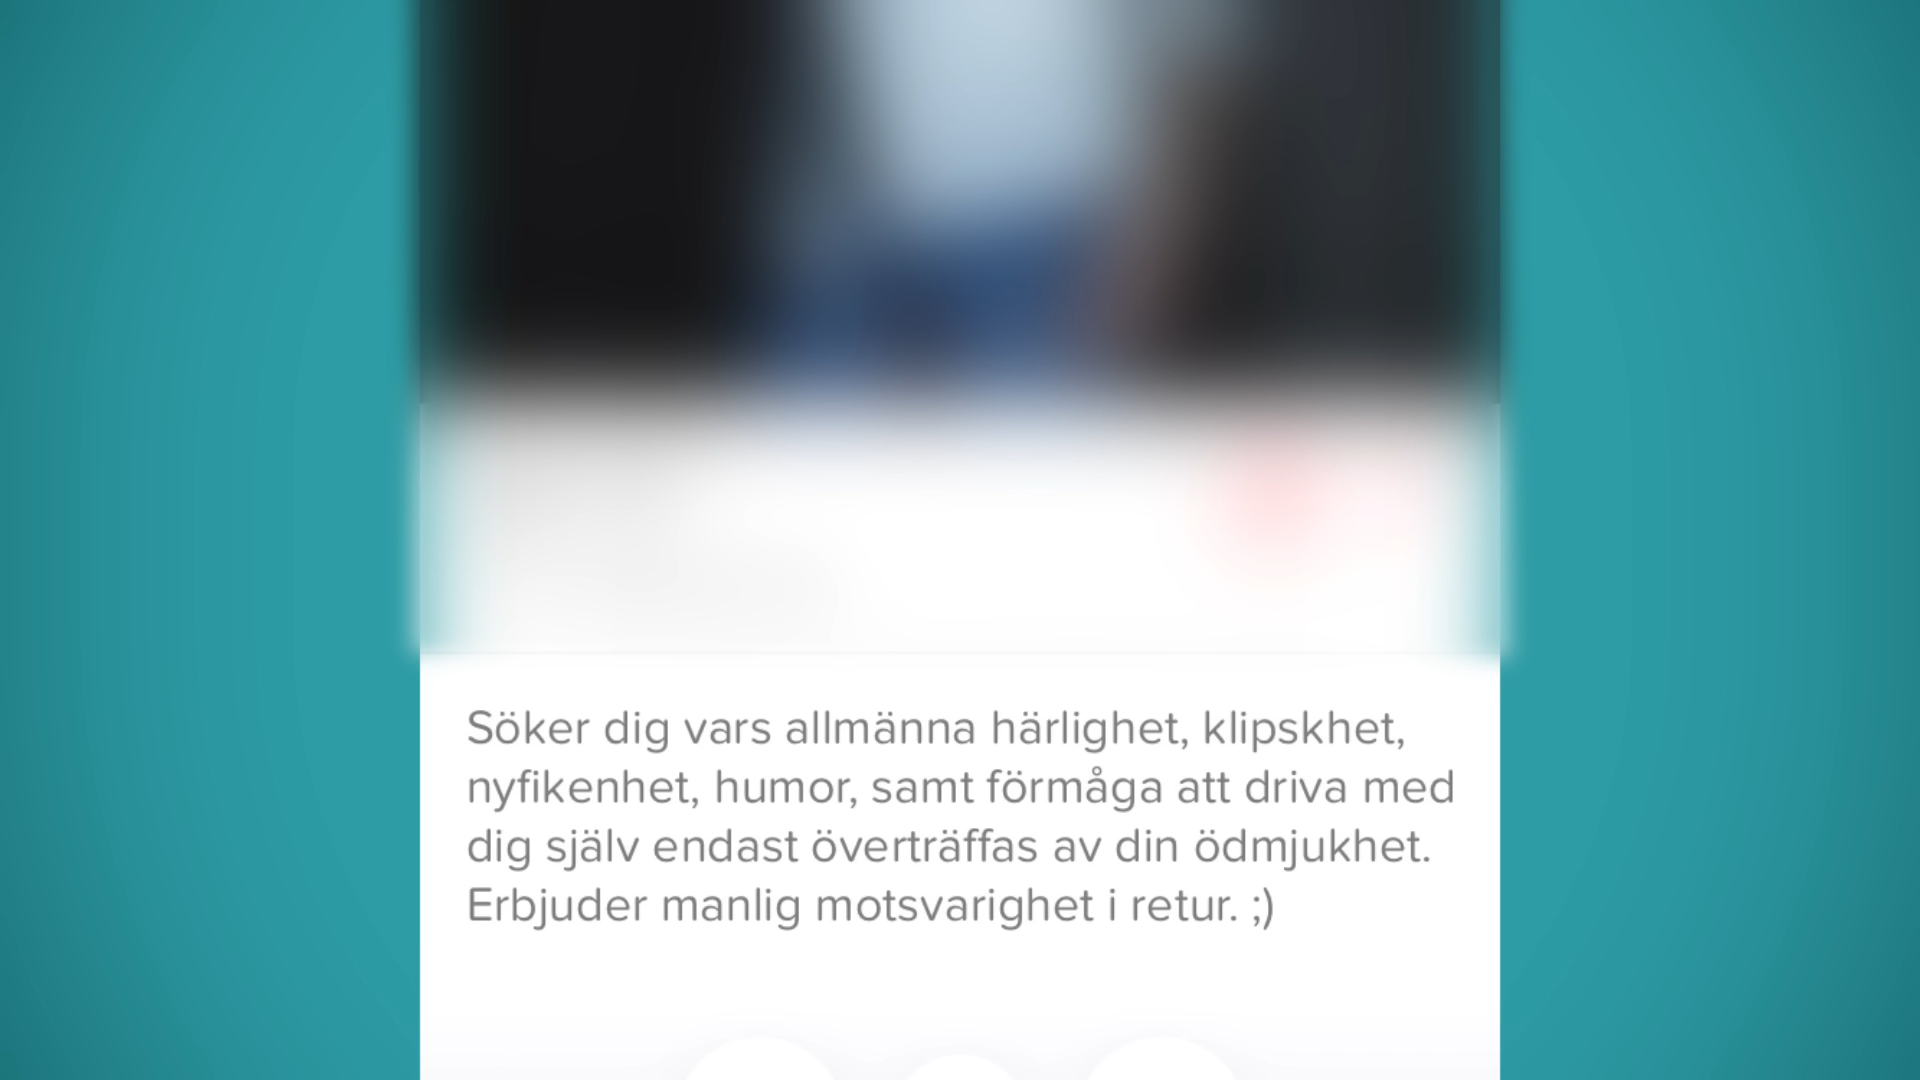 Söker dig vars allmänna härlighet, klipskhet,
nyfikenhet, humor, samt förmåga att driva med
dig själv endast överträffas av din ödmjukhet.
Erbjuder manlig motsvarighet i retur. ;)